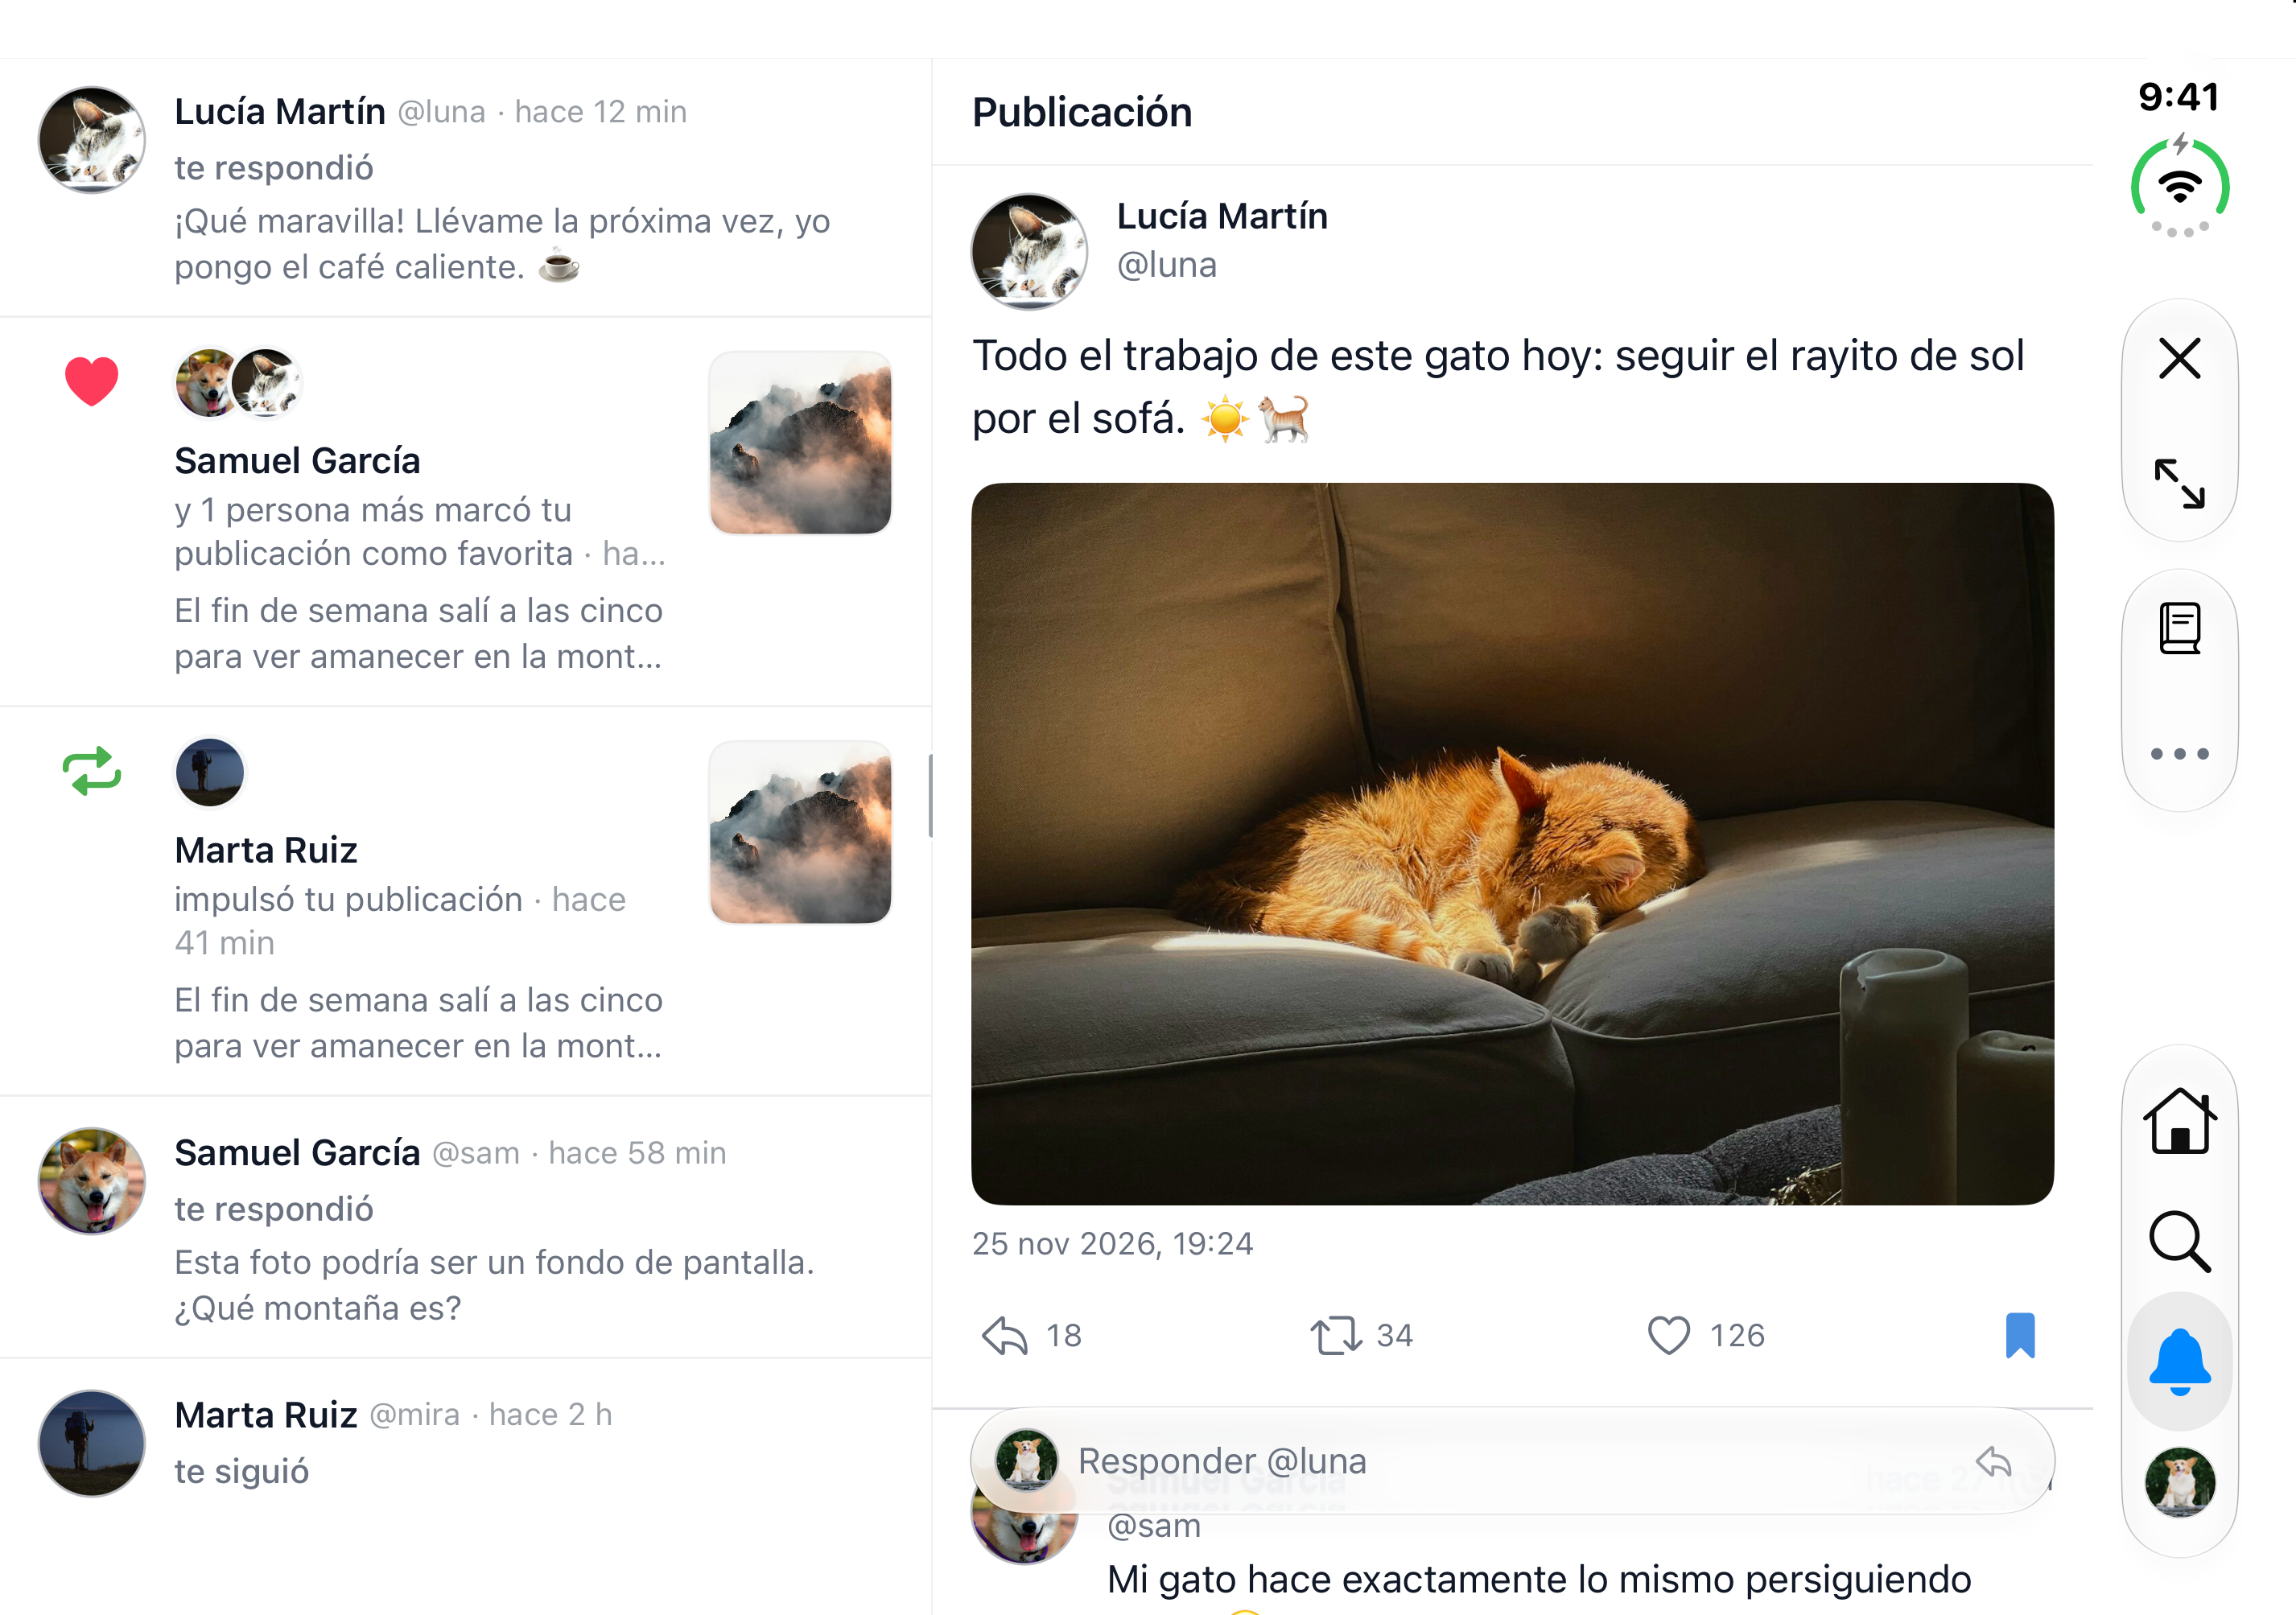 Lucía Martín @luna · hace 12 min
te respondió
¡Qué maravilla! Llévame la próxima vez, yo
pongo el café caliente. ☕
Samuel García
y 1 persona más marcó tu
publicación como favorita · ha...
El fin de semana salí a las cinco
para ver amanecer en la mont...
Marta Ruiz
impulsó tu publicación · hace
41 min
El fin de semana salí a las cinco
para ver amanecer en la mont...
Samuel García @sam · hace 58 min
te respondió
Esta foto podría ser un fondo de pantalla.
¿Qué montaña es?
Marta Ruiz @mira · hace 2 h
te siguió
Publicación
Lucía Martín
@luna
Todo el trabajo de este gato hoy: seguir el rayito de sol
por el sofá. ☀️🐈
25 nov 2026, 19:24
18
34
126
Responder @luna
Samuel García
hace 27
@sam
Mi gato hace exactamente lo mismo persiguiendo
9:41